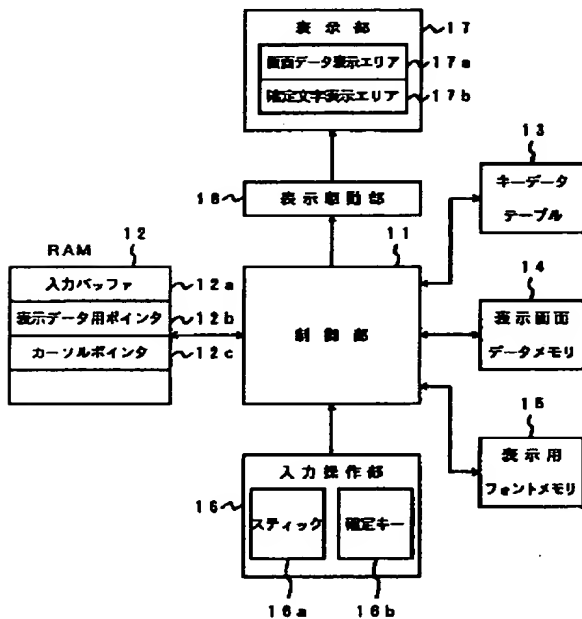 表示部
17
画面データ表示エリア
17a
確定文字表示エリア
17b
13
18
表示駆動部
キーデータ
テーブル
RAM
12
11
入力バッファ
12a
14
表示データ用ポインタ
12b
制御部
表示画面
データメモリ
カーソルポインタ
12c
15
入力操作部
表示用
フォントメモリ
16
スティック
確定キー
16a
16b